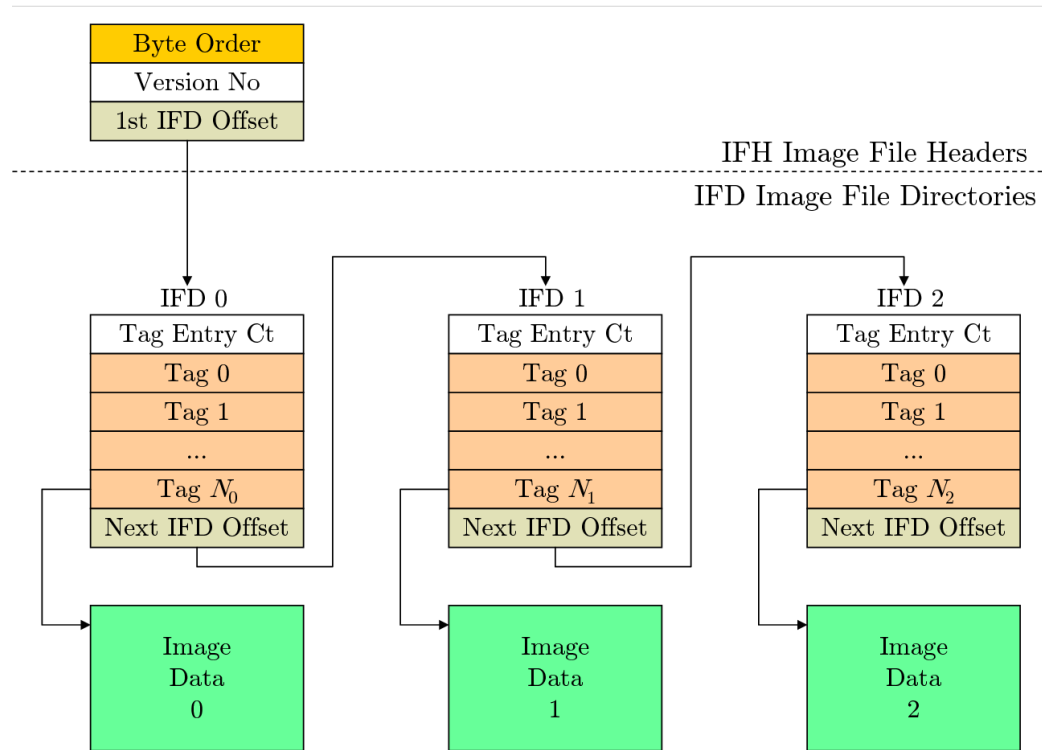 Byte Order
Version No
1st IFD Offset
IFH Image File Headers
IFD Image File Directories
IFD 0
Tag Entry Ct
Tag 0
Tag 1
...
Tag N₀
Next IFD Offset
Image
Data
0
IFD 1
Tag Entry Ct
Tag 0
Tag 1
...
Tag N₁
Next IFD Offset
Image
Data
1
IFD 2
Tag Entry Ct
Tag 0
Tag 1
...
Tag N₂
Next IFD Offset
Image
Data
2